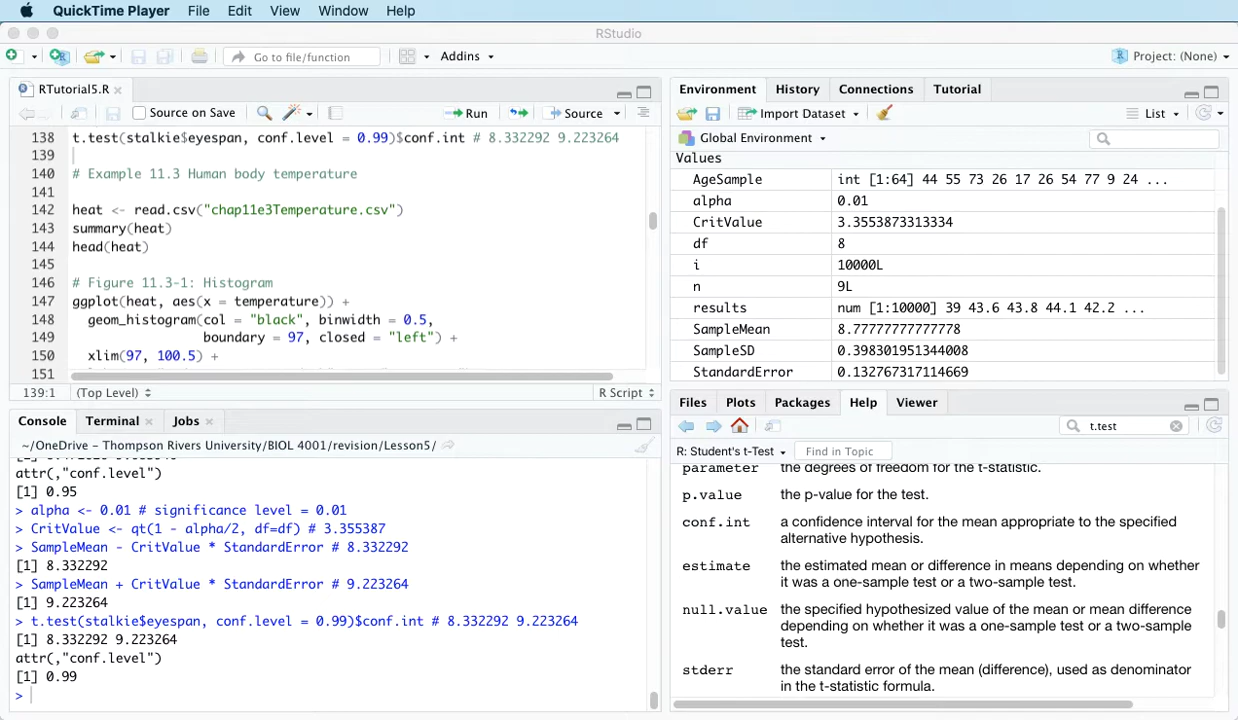 QuickTime Player File Edit View Window Help
RStudio
Go to file/function Addins Project: (None)
RTutorial5.R
Source on Save Run Source
138 t.test(stalkie$eyespan, conf.level = 0.99)$conf.int # 8.332292 9.223264
139
140 # Example 11.3 Human body temperature
141
142 heat <- read.csv("chap11e3Temperature.csv")
143 summary(heat)
144 head(heat)
145
146 # Figure 11.3-1: Histogram
147 ggplot(heat, aes(x = temperature)) +
148 geom_histogram(col = "black", binwidth = 0.5,
149 boundary = 97, closed = "left") +
150 xlim(97, 100.5) +
151
139:1 (Top Level) R Script
Console Terminal Jobs
~/OneDrive – Thompson Rivers University/BIOL 4001/revision/Lesson5/
attr(,"conf.level")
[1] 0.95
> alpha <- 0.01 # significance level = 0.01
> CritValue <- qt(1 - alpha/2, df=df) # 3.355387
> SampleMean - CritValue * StandardError # 8.332292
[1] 8.332292
> SampleMean + CritValue * StandardError # 9.223264
[1] 9.223264
> t.test(stalkie$eyespan, conf.level = 0.99)$conf.int # 8.332292 9.223264
[1] 8.332292 9.223264
attr(,"conf.level")
[1] 0.99
>
Environment History Connections Tutorial
Import Dataset List
Global Environment
Values
AgeSample int [1:64] 44 55 73 26 17 26 54 77 9 24 ...
alpha 0.01
CritValue 3.3553873313334
df 8
i 10000L
n 9L
results num [1:10000] 39 43.6 43.8 44.1 42.2 ...
SampleMean 8.77777777777778
SampleSD 0.398301951344008
StandardError 0.132767317114669
Files Plots Packages Help Viewer
t.test
R: Student's t-Test Find in Topic
parameter the degrees of freedom for the t-statistic.
p.value the p-value for the test.
conf.int a confidence interval for the mean appropriate to the specified
alternative hypothesis.
estimate the estimated mean or difference in means depending on whether
it was a one-sample test or a two-sample test.
null.value the specified hypothesized value of the mean or mean difference
depending on whether it was a one-sample test or a two-sample
test.
stderr the standard error of the mean (difference), used as denominator
in the t-statistic formula.